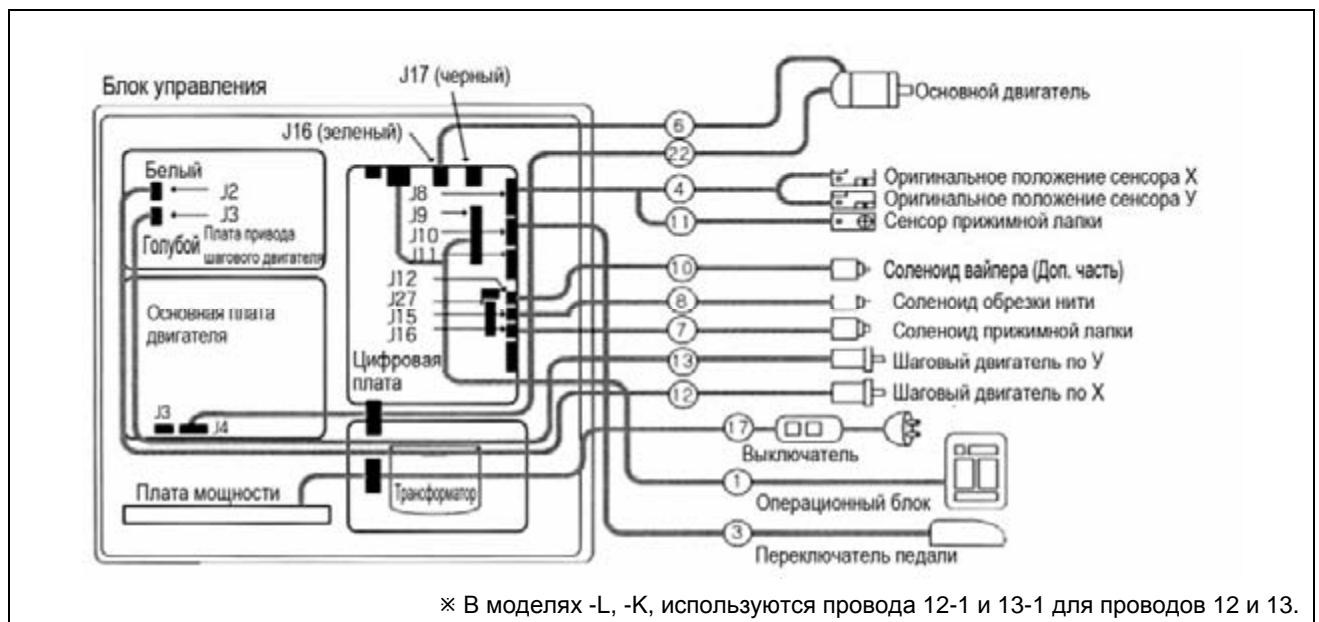 Блок управления
J17 (черный)
J16 (зеленый)
Белый
J2
J3
Голубой
Плата привода
шагового двигателя
Основная плата
двигателя
J3
J4
Плата мощности
J8
J9
J10
J11
J12
J27
J15
J16
Цифровая
плата
Трансформатор
6
Основной двигатель
22
4
Оригинальное положение сенсора X
Оригинальное положение сенсора У
11
Сенсор прижимной лапки
10
Соленоид вайпера (Доп. часть)
8
Соленоид обрезки нити
7
Соленоид прижимной лапки
13
Шаговый двигатель по У
12
Шаговый двигатель по X
17
Выключатель
1
Операционный блок
3
Переключатель педали
× В моделях -L, -K, используются провода 12-1 и 13-1 для проводов 12 и 13.